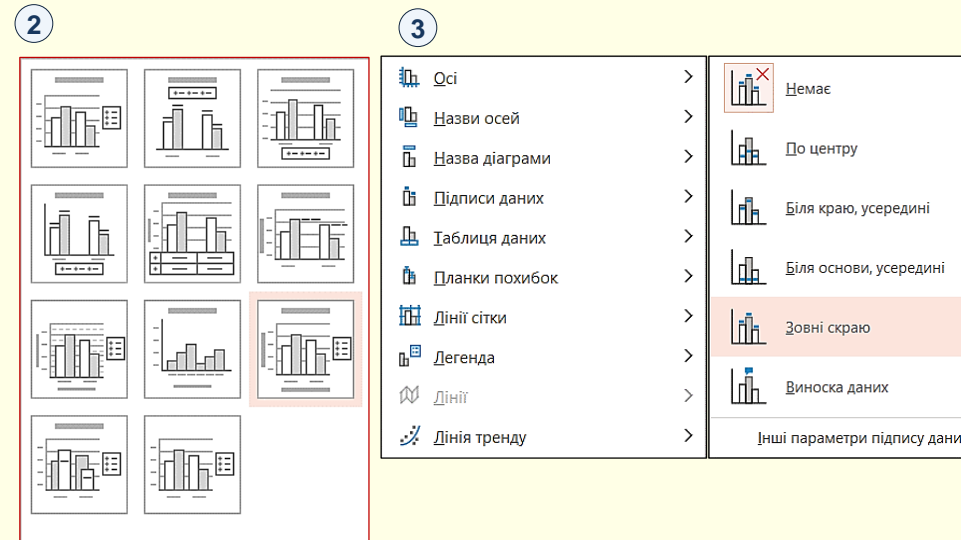 2
3
Осі
Назви осей
Назва діаграми
Підписи даних
Таблиця даних
Планки похибок
Лінії сітки
Легенда
Лінії
Лінія тренду
Немає
По центру
Біля краю, усередині
Біля основи, усередині
Зовні скраю
Виноска даних
Інші параметри підпису дани